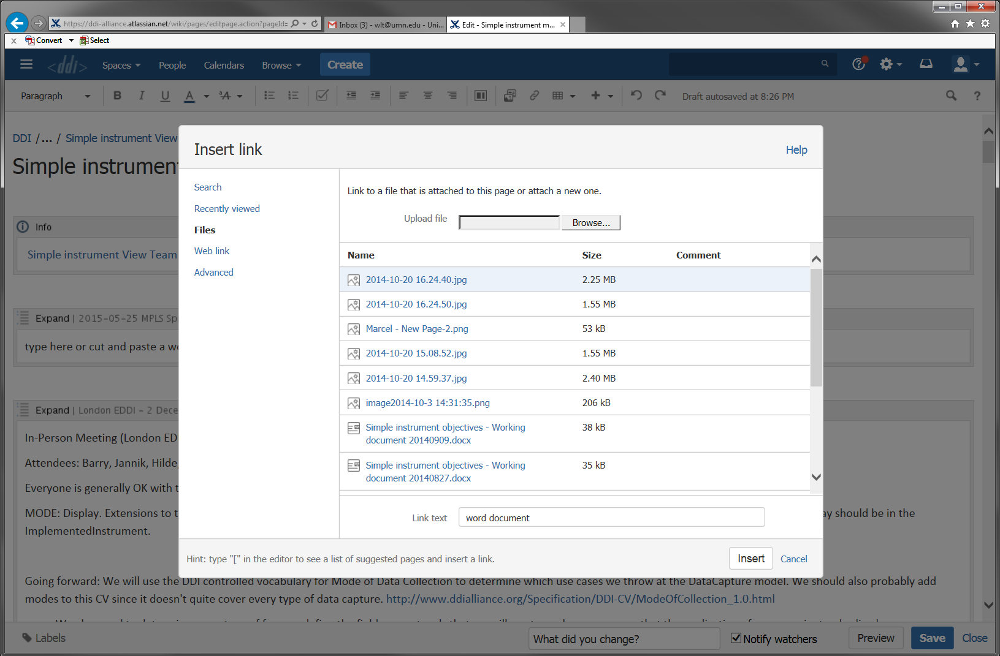 https://ddi-alliance.atlassian.net/wiki/pages/editpage.action?pageId=
Inbox (3) - wlt@umn.edu - Uni...
Edit - Simple instrument m...
x Convert Select
<ddi> Spaces People Calendars Browse Create
Paragraph B I U A Draft autosaved at 8:26 PM ?
DDI / ... / Simple instrument View
Simple instrument
Info
Simple instrument View Team
Expand | 2015-05-25 MPLS Sp
type here or cut and paste a wo
Expand | London EDDI - 2 Dece
In-Person Meeting (London ED
Attendees: Barry, Jannik, Hilde,
Everyone is generally OK with t
MODE: Display. Extensions to t
ay should be in the
ImplementedInstrument.
Insert link
Help
Search
Recently viewed
Files
Web link
Advanced
Link to a file that is attached to this page or attach a new one.
Upload file Browse...
Name Size Comment
2014-10-20 16.24.40.jpg 2.25 MB
2014-10-20 16.24.50.jpg 1.55 MB
Marcel - New Page-2.png 53 kB
2014-10-20 15.08.52.jpg 1.55 MB
2014-10-20 14.59.37.jpg 2.40 MB
image2014-10-3 14:31:35.png 206 kB
Simple instrument objectives - Working 38 kB
document 20140909.docx
Simple instrument objectives - Working 35 kB
document 20140827.docx
Link text word document
Hint: type "[" in the editor to see a list of suggested pages and insert a link.
Insert Cancel
Going forward: We will use the DDI controlled vocabulary for Mode of Data Collection to determine which use cases we throw at the DataCapture model. We should also probably add
modes to this CV since it doesn't quite cover every type of data capture. http://www.ddialliance.org/Specification/DDI-CV/ModeOfCollection_1.0.html
Labels What did you change? Notify watchers Preview Save Close